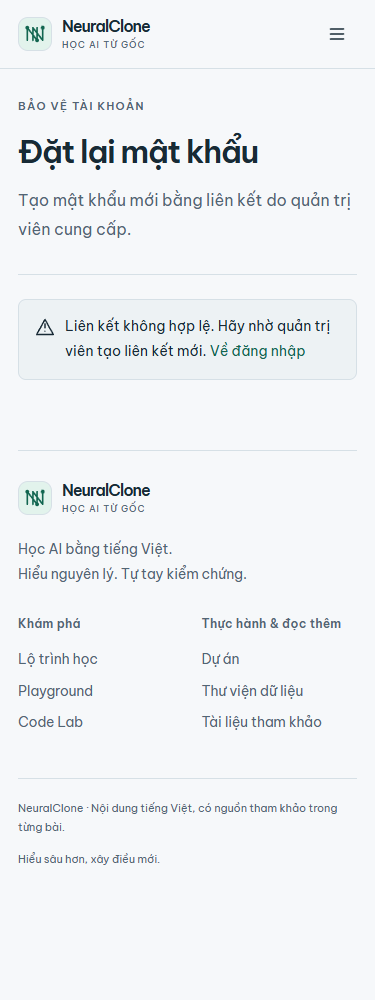 NeuralClone
HỌC AI TỪ GỐC
BẢO VỆ TÀI KHOẢN
Đặt lại mật khẩu
Tạo mật khẩu mới bằng liên kết do quản trị
viên cung cấp.
Liên kết không hợp lệ. Hãy nhờ quản trị
viên tạo liên kết mới. Về đăng nhập
NeuralClone
HỌC AI TỪ GỐC
Học AI bằng tiếng Việt.
Hiểu nguyên lý. Tự tay kiểm chứng.
Khám phá
Lộ trình học
Playground
Code Lab
Thực hành & đọc thêm
Dự án
Thư viện dữ liệu
Tài liệu tham khảo
NeuralClone · Nội dung tiếng Việt, có nguồn tham khảo trong
từng bài.
Hiểu sâu hơn, xây điều mới.